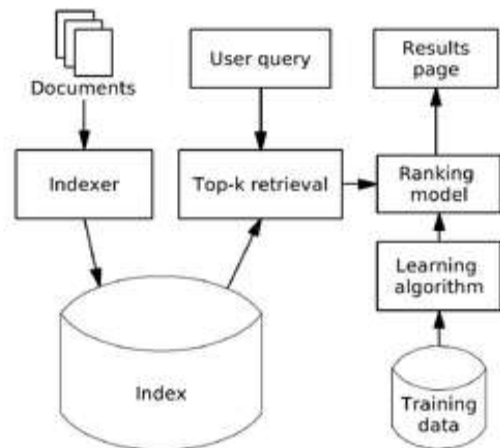 Documents
User query
Results
page
Indexer
Top-k retrieval
Ranking
model
Learning
algorithm
Index
Training
data